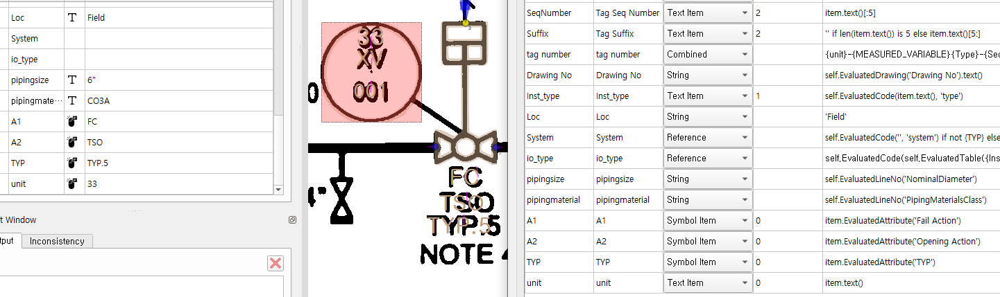 Loc T Field
System
io_type
pipingsize T 6"
pipingmate··· T CO3A
A1 FC
A2 TSO
TYP TYP.5
unit 33
t Window
tput Inconsistency
33
XV
001
0
2
FC
TSO
TYP.5
NOTE 4
4"
SeqNumber Tag Seq Number Text Item 2 item.text()[:5]
Suffix Tag Suffix Text Item 2 '' if len(item.text()) is 5 else item.text()[5:]
tag number tag number Combined {unit}-{MEASURED_VARIABLE}{Type}-{Sec
Drawing No Drawing No String self.EvaluatedDrawing('Drawing No').text()
Inst_type Inst_type Text Item 1 self.EvaluatedCode(item.text(), 'type')
Loc Loc String 'Field'
System System Reference self.EvaluatedCode('', 'system') if not {TYP} else
io_type io_type Reference self,EvaluatedCode(self,EvaluatedTable({Ins
pipingsize pipingsize String self.EvaluatedLineNo('NominalDiameter')
pipingmaterial pipingmaterial String self.EvaluatedLineNo('PipingMaterialsClass')
A1 A1 Symbol Item 0 item.EvaluatedAttribute('Fail Action')
A2 A2 Symbol Item 0 item.EvaluatedAttribute('Opening Action')
TYP TYP Symbol Item 0 item.EvaluatedAttribute('TYP')
unit unit Text Item 0 item.text()